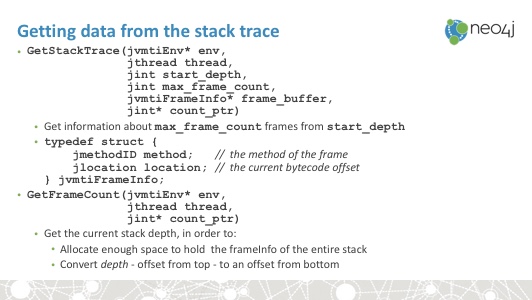 Getting data from the stack trace
neo4j
• GetStackTrace(jvmtiEnv* env,
jthread thread,
jint start_depth,
jint max_frame_count,
jvmtiFrameInfo* frame_buffer,
jint* count_ptr)
• Get information about max_frame_count frames from start_depth
• typedef struct {
jmethodID method; // the method of the frame
jlocation location; // the current bytecode offset
} jvmtiFrameInfo;
• GetFrameCount(jvmtiEnv* env,
jthread thread,
jint* count_ptr)
• Get the current stack depth, in order to:
• Allocate enough space to hold the frameInfo of the entire stack
• Convert depth - offset from top - to an offset from bottom